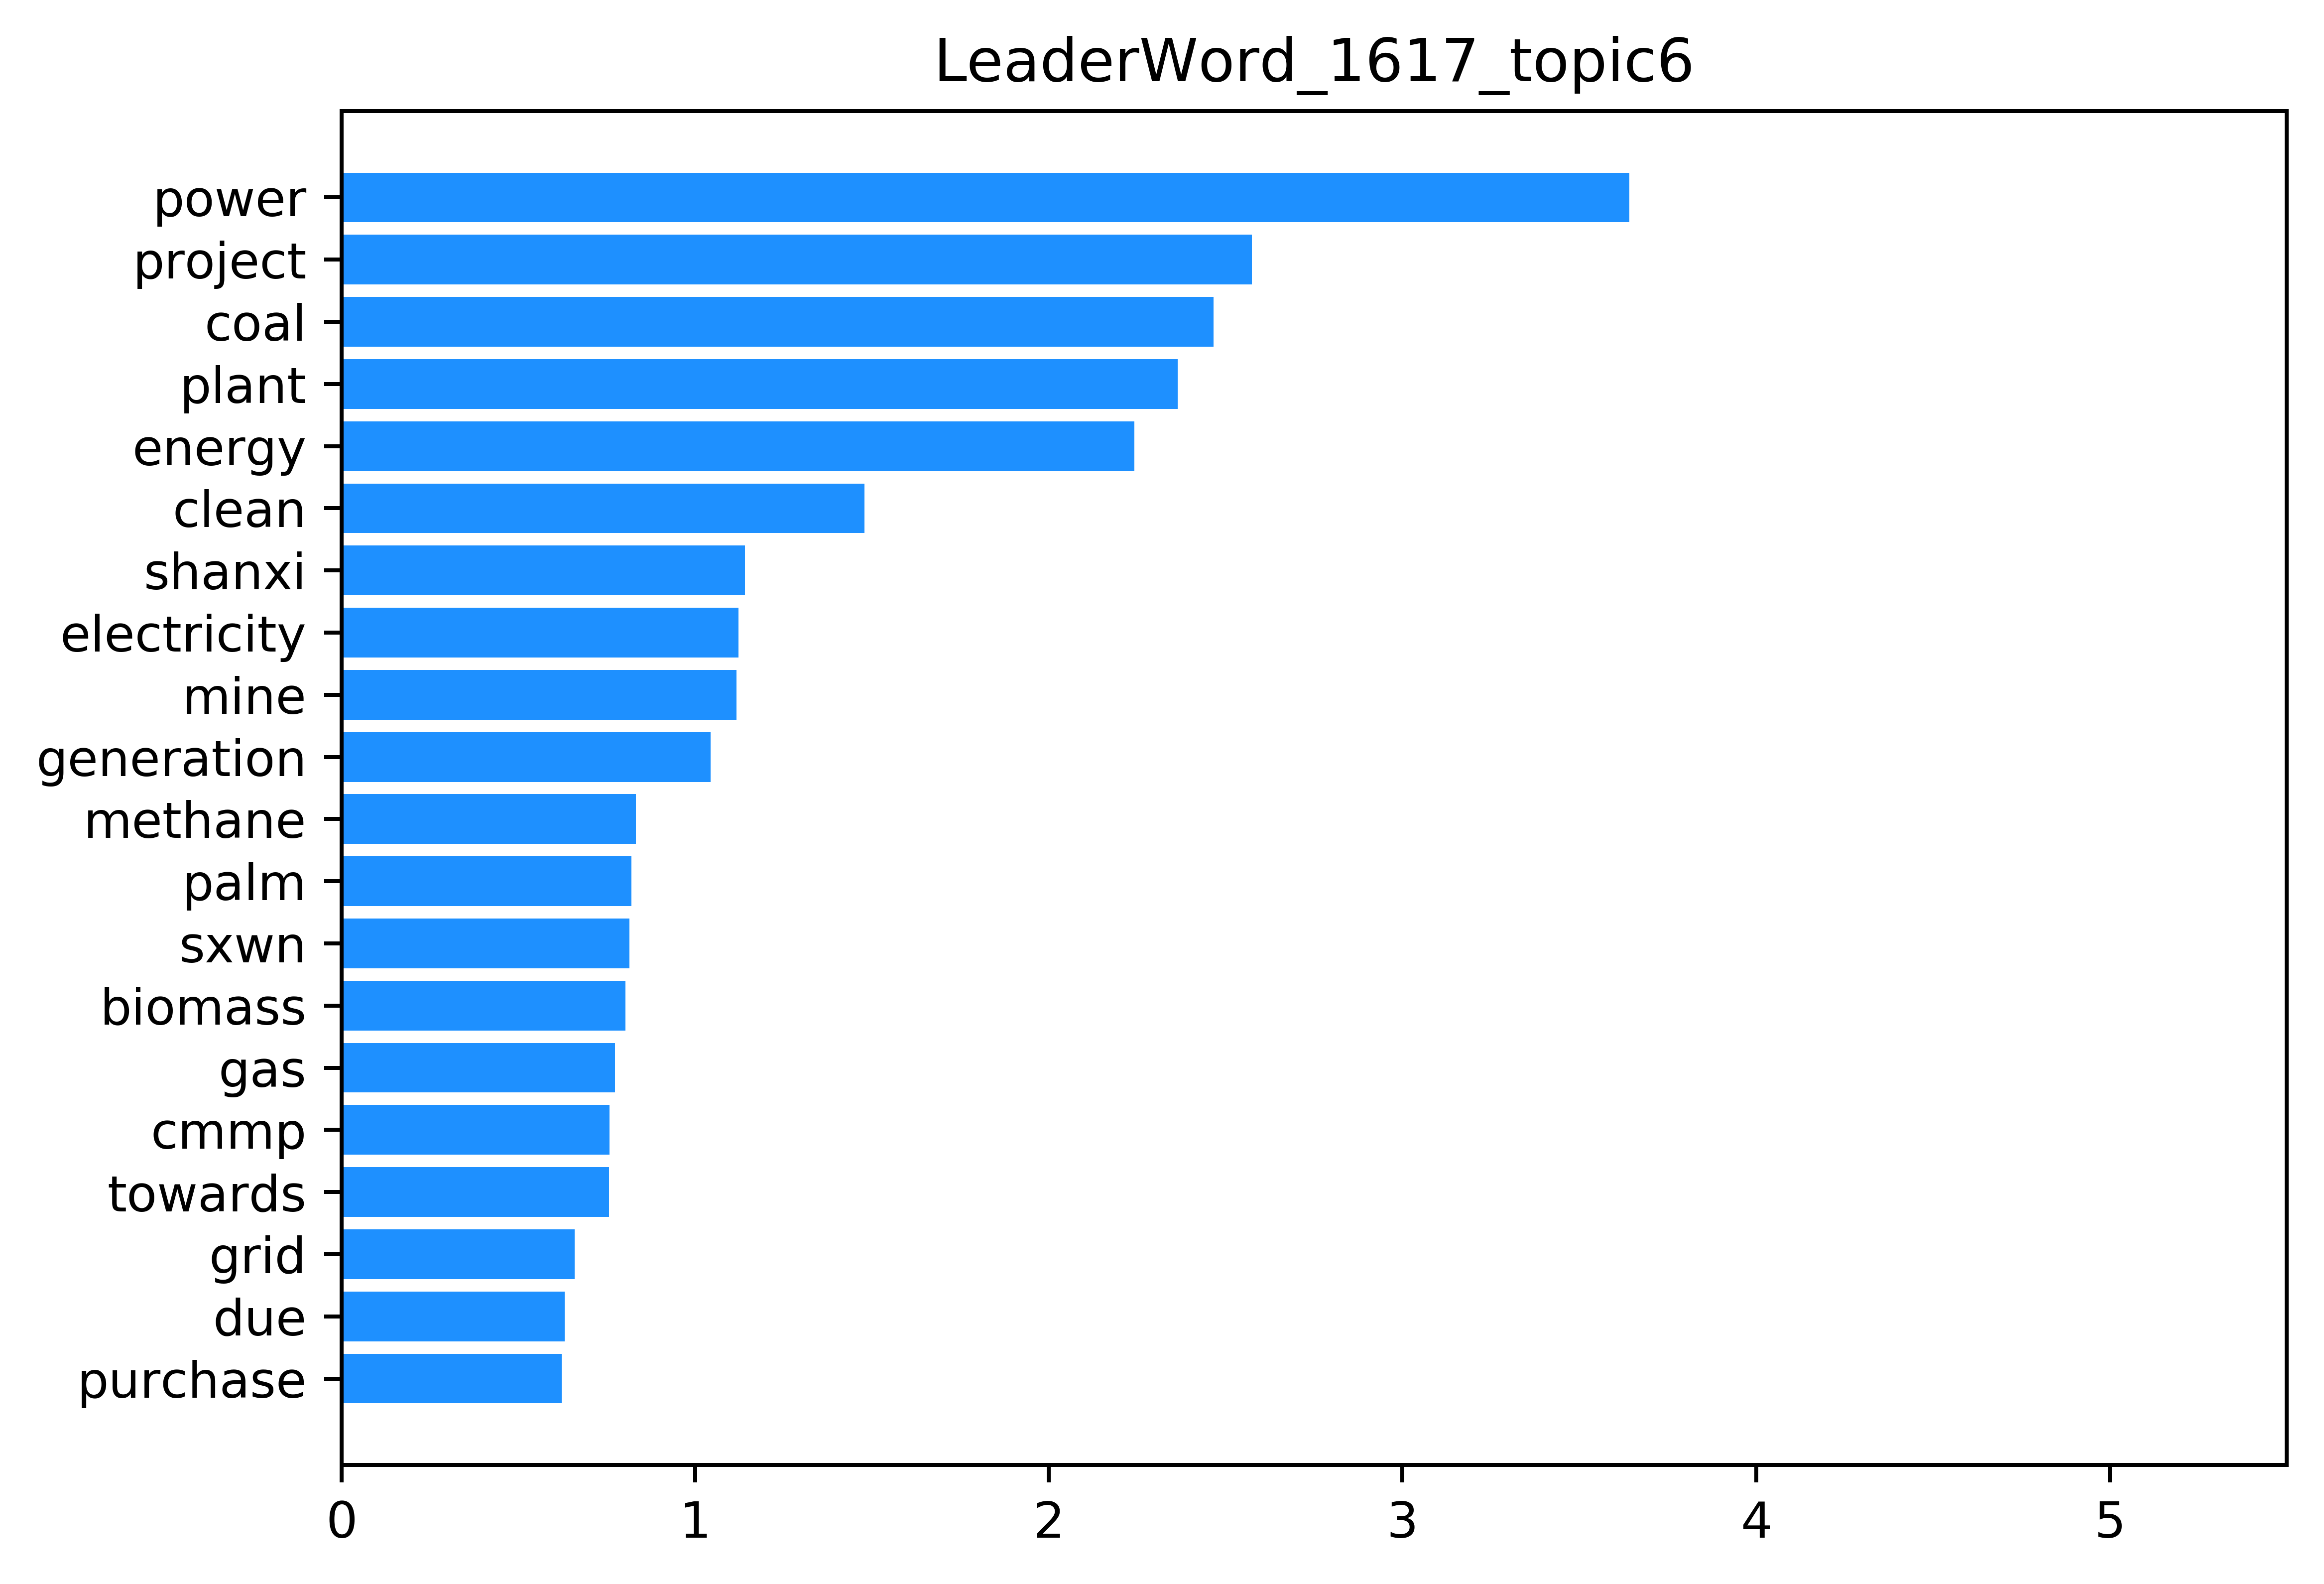 LeaderWord_1617_topic6
power
project
coal
plant
energy
clean
shanxi
electricity
mine
generation
methane
palm
sxwn
biomass
gas
cmmp
towards
grid
due
purchase
0 1 2 3 4 5